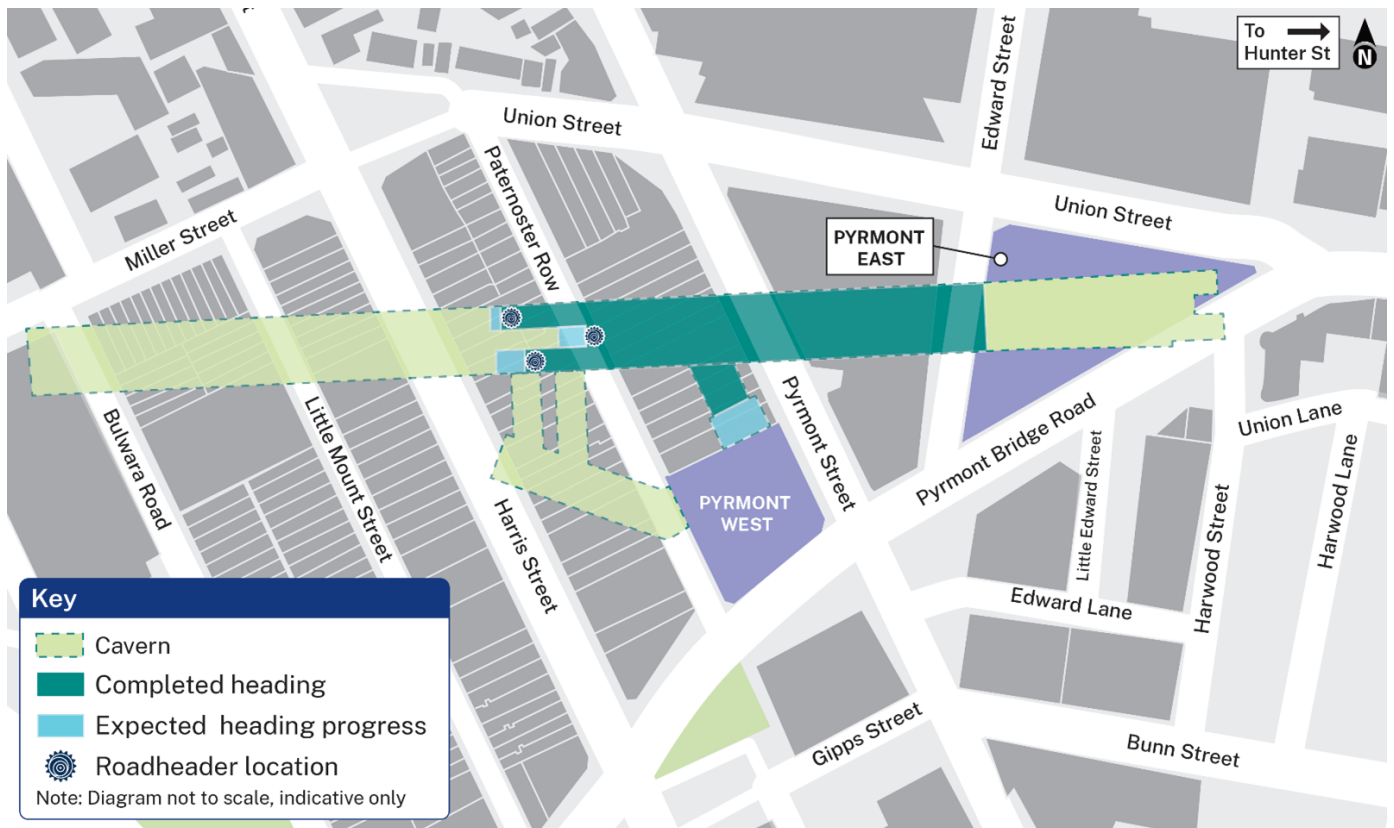 To
Hunter St
N
Edward Street
Union Street
Paternoster Row
Union Street
Miller Street
PYRMONT
EAST
Bulwara Road
Little Mount Street
Harris Street
Pyrmont Street
PYRMONT
WEST
Pyrmont Bridge Road
Union Lane
Little Edward Street
Harwood Street
Harwood Lane
Edward Lane
Gipps Street
Bunn Street
Key
Cavern
Completed heading
Expected heading progress
Roadheader location
Note: Diagram not to scale, indicative only